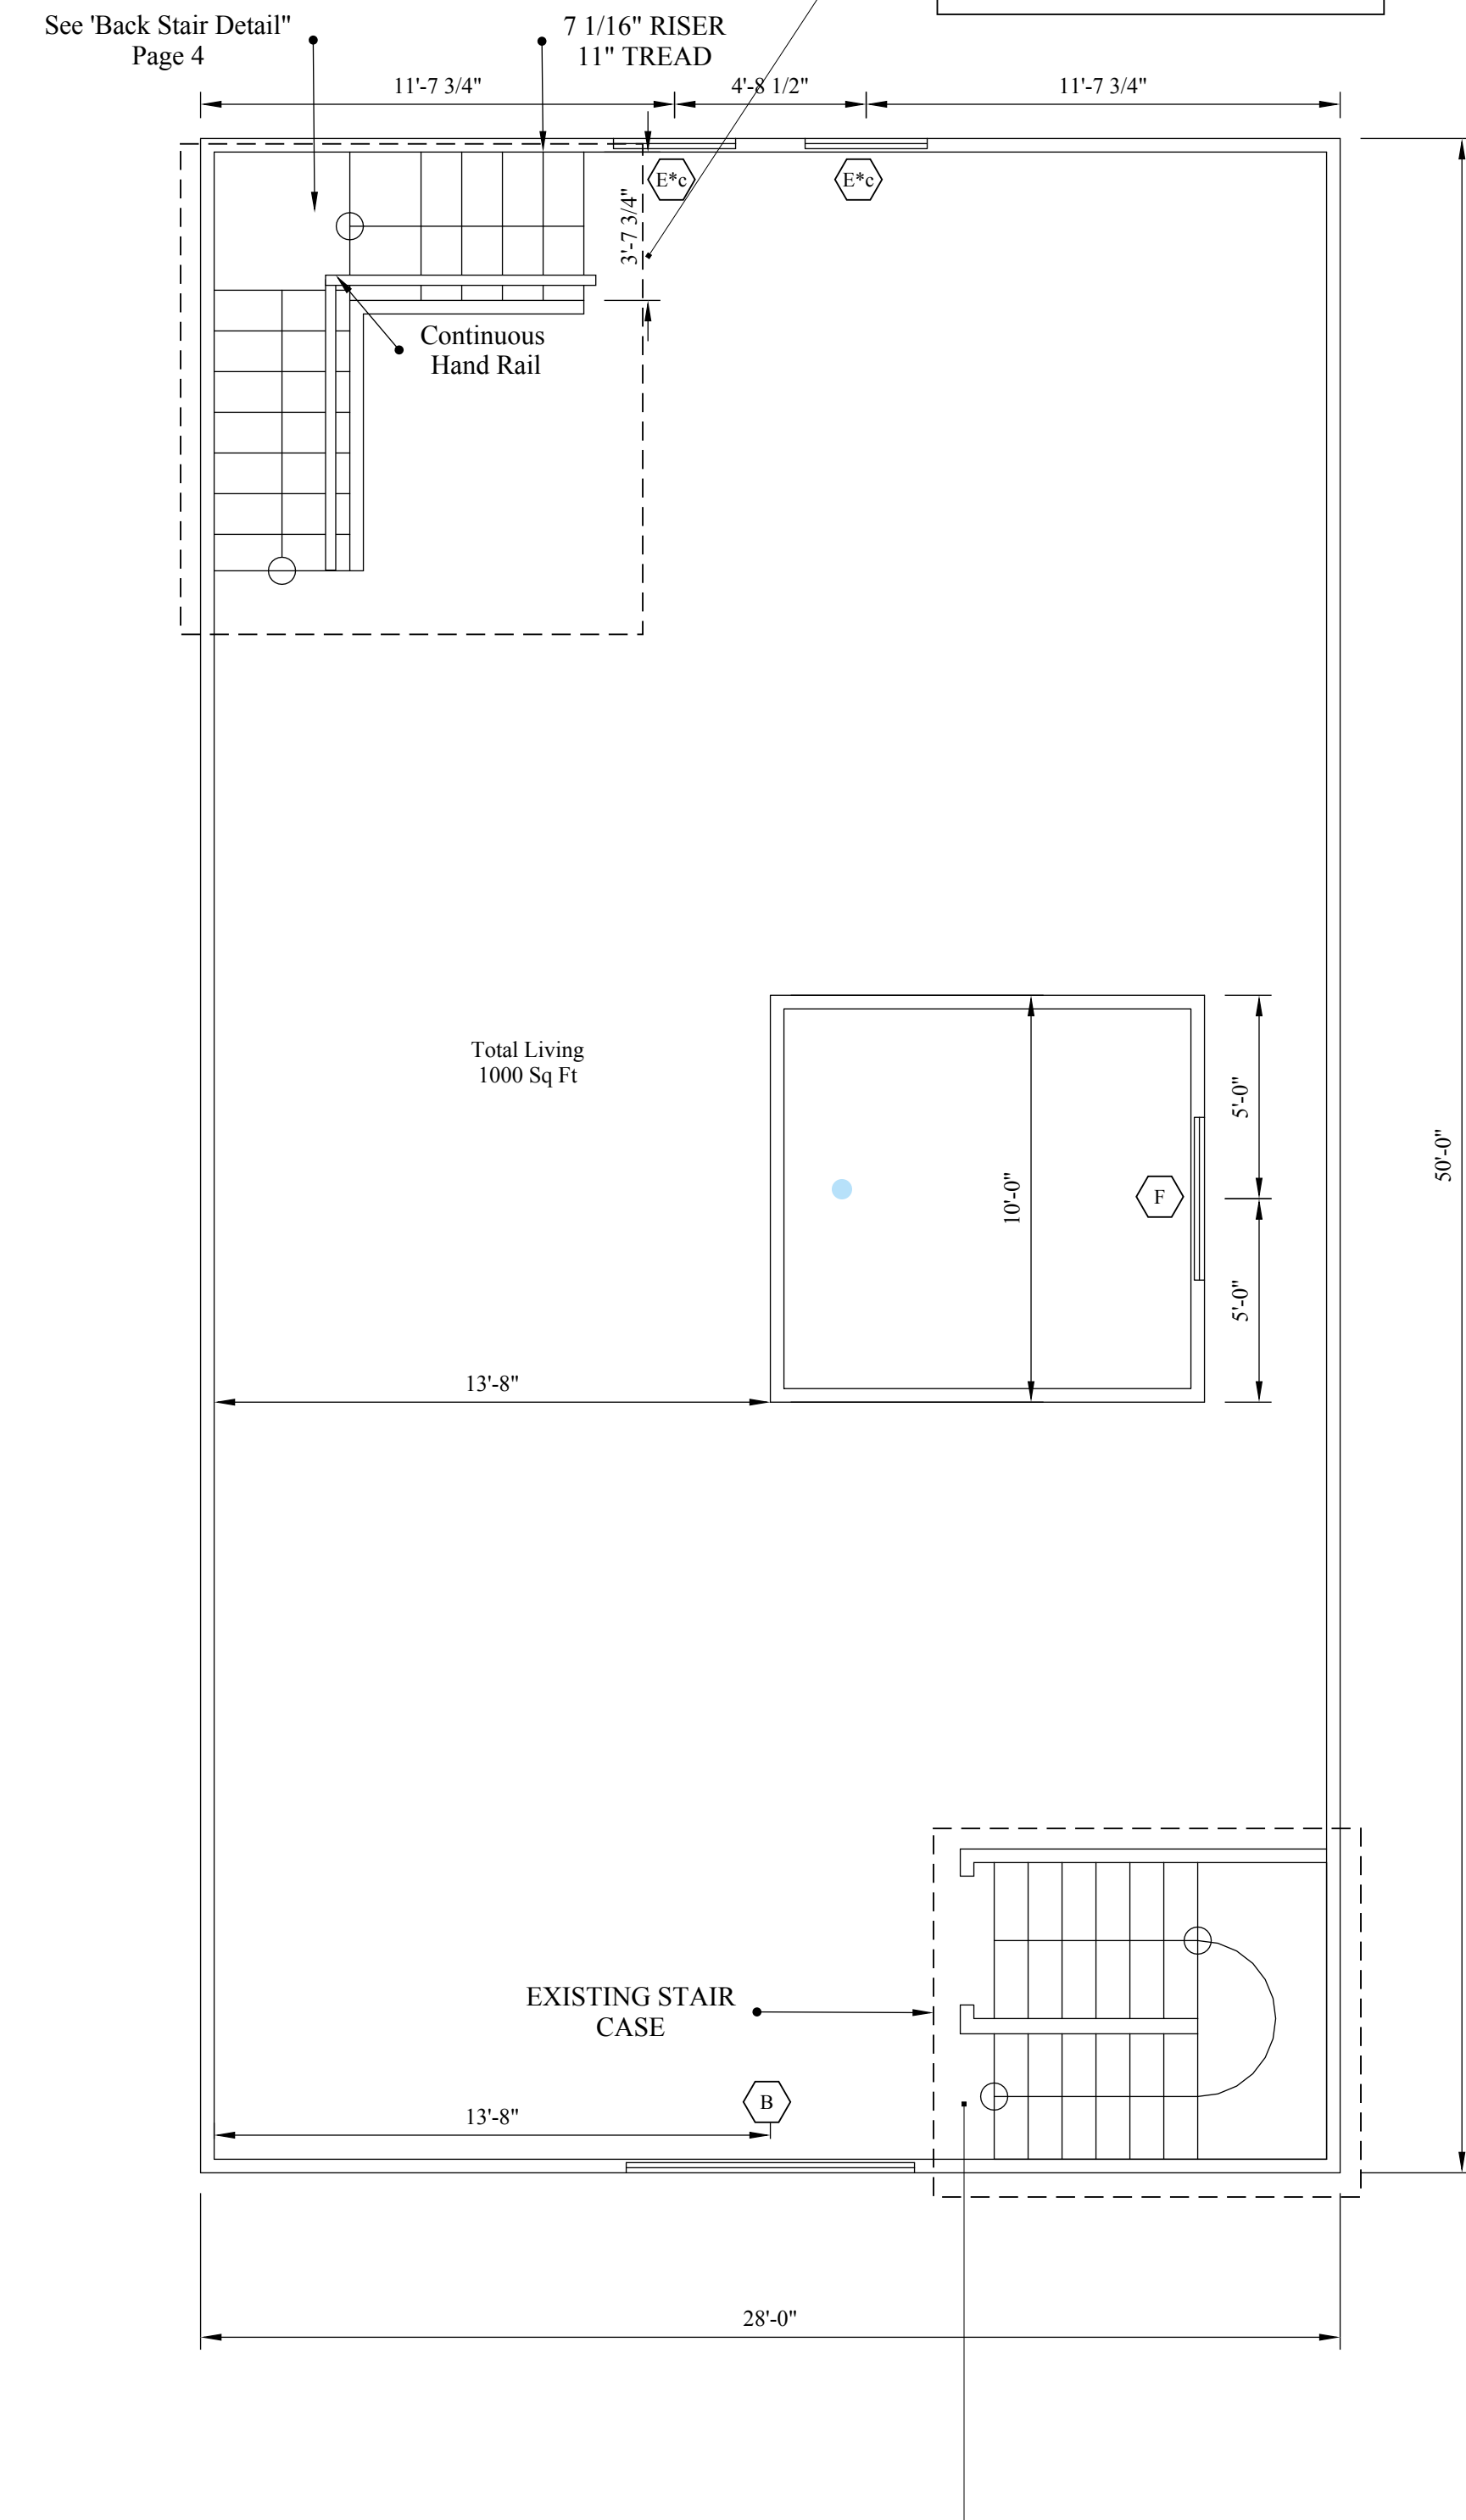 See 'Back Stair Detail"
Page 4
7 1/16" RISER
11" TREAD
11'-7 3/4"
4'-8 1/2"
11'-7 3/4"
E*c
E*c
3'-7 3/4"
Continuous
Hand Rail
Total Living
1000 Sq Ft
5'-0"
10'-0"
F
50'-0"
5'-0"
13'-8"
EXISTING STAIR
CASE
B
13'-8"
28'-0"